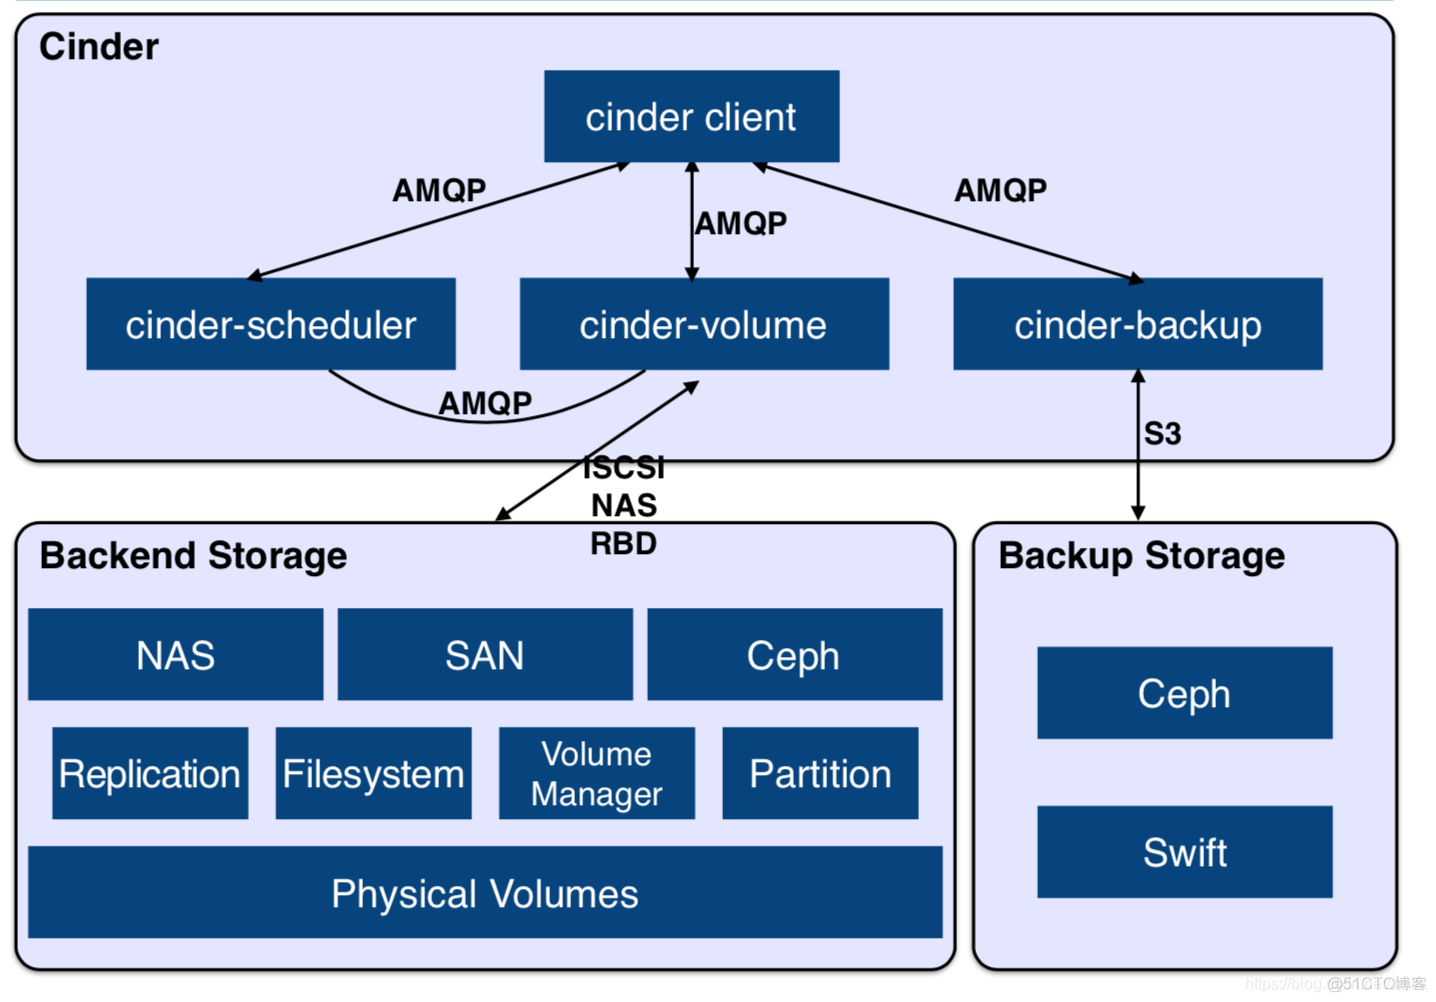 Cinder
cinder client
AMQP
AMQP
AMQP
cinder-scheduler
cinder-volume
cinder-backup
AMQP
S3
ISCSI
NAS
RBD
Backend Storage
Backup Storage
NAS
SAN
Ceph
Ceph
Replication
Filesystem
Volume
Manager
Partition
Swift
Physical Volumes
https://blog.
@51CTO博客